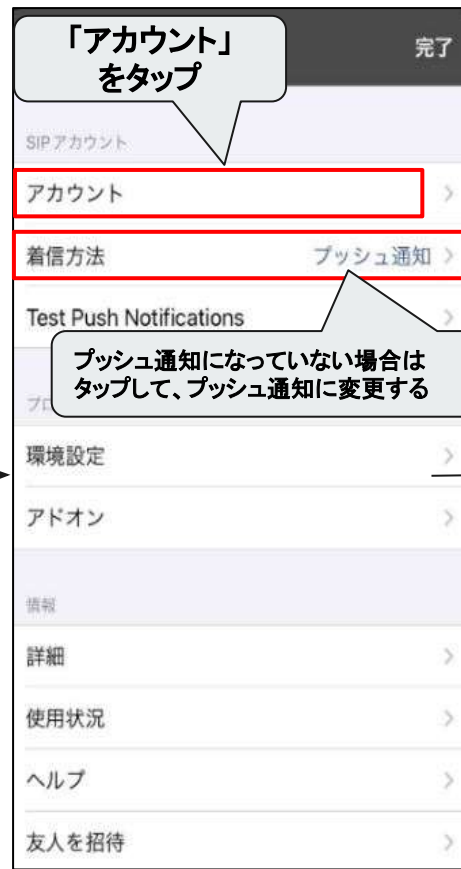 「アカウント」
をタップ
完了
SIP アカウント
アカウント
着信方法 プッシュ通知
Test Push Notifications
プッシュ通知になっていない場合は
タップして、プッシュ通知に変更する
環境設定
アドオン
情報
詳細
使用状況
ヘルプ
友人を招待